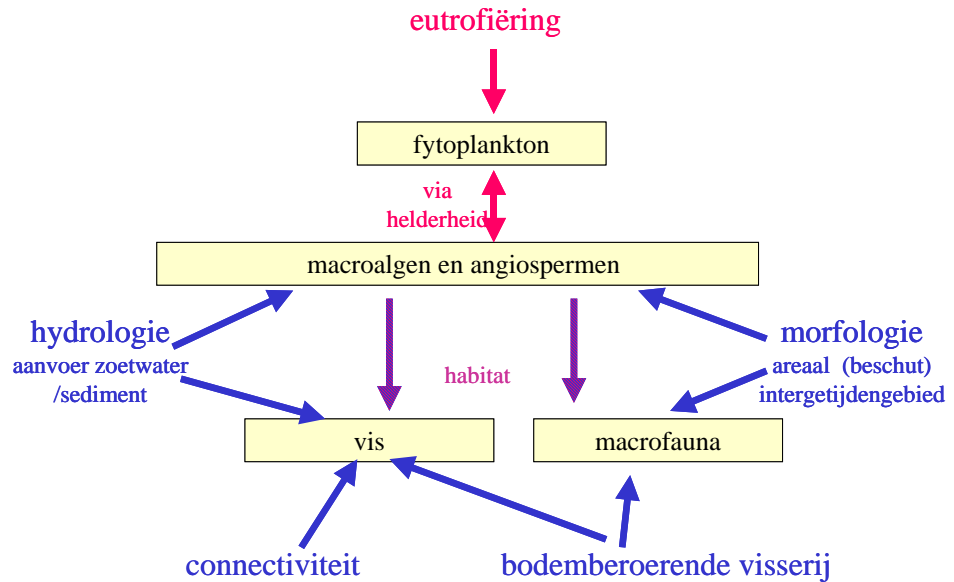 eutrofiëring
fytoplankton
via
helderheid
macroalgen en angiospermen
hydrologie
aanvoer zoetwater
/sediment
morfologie
areaal (beschut)
intergetijdengebied
habitat
vis
macrofauna
connectiviteit
bodemberoerende visserij